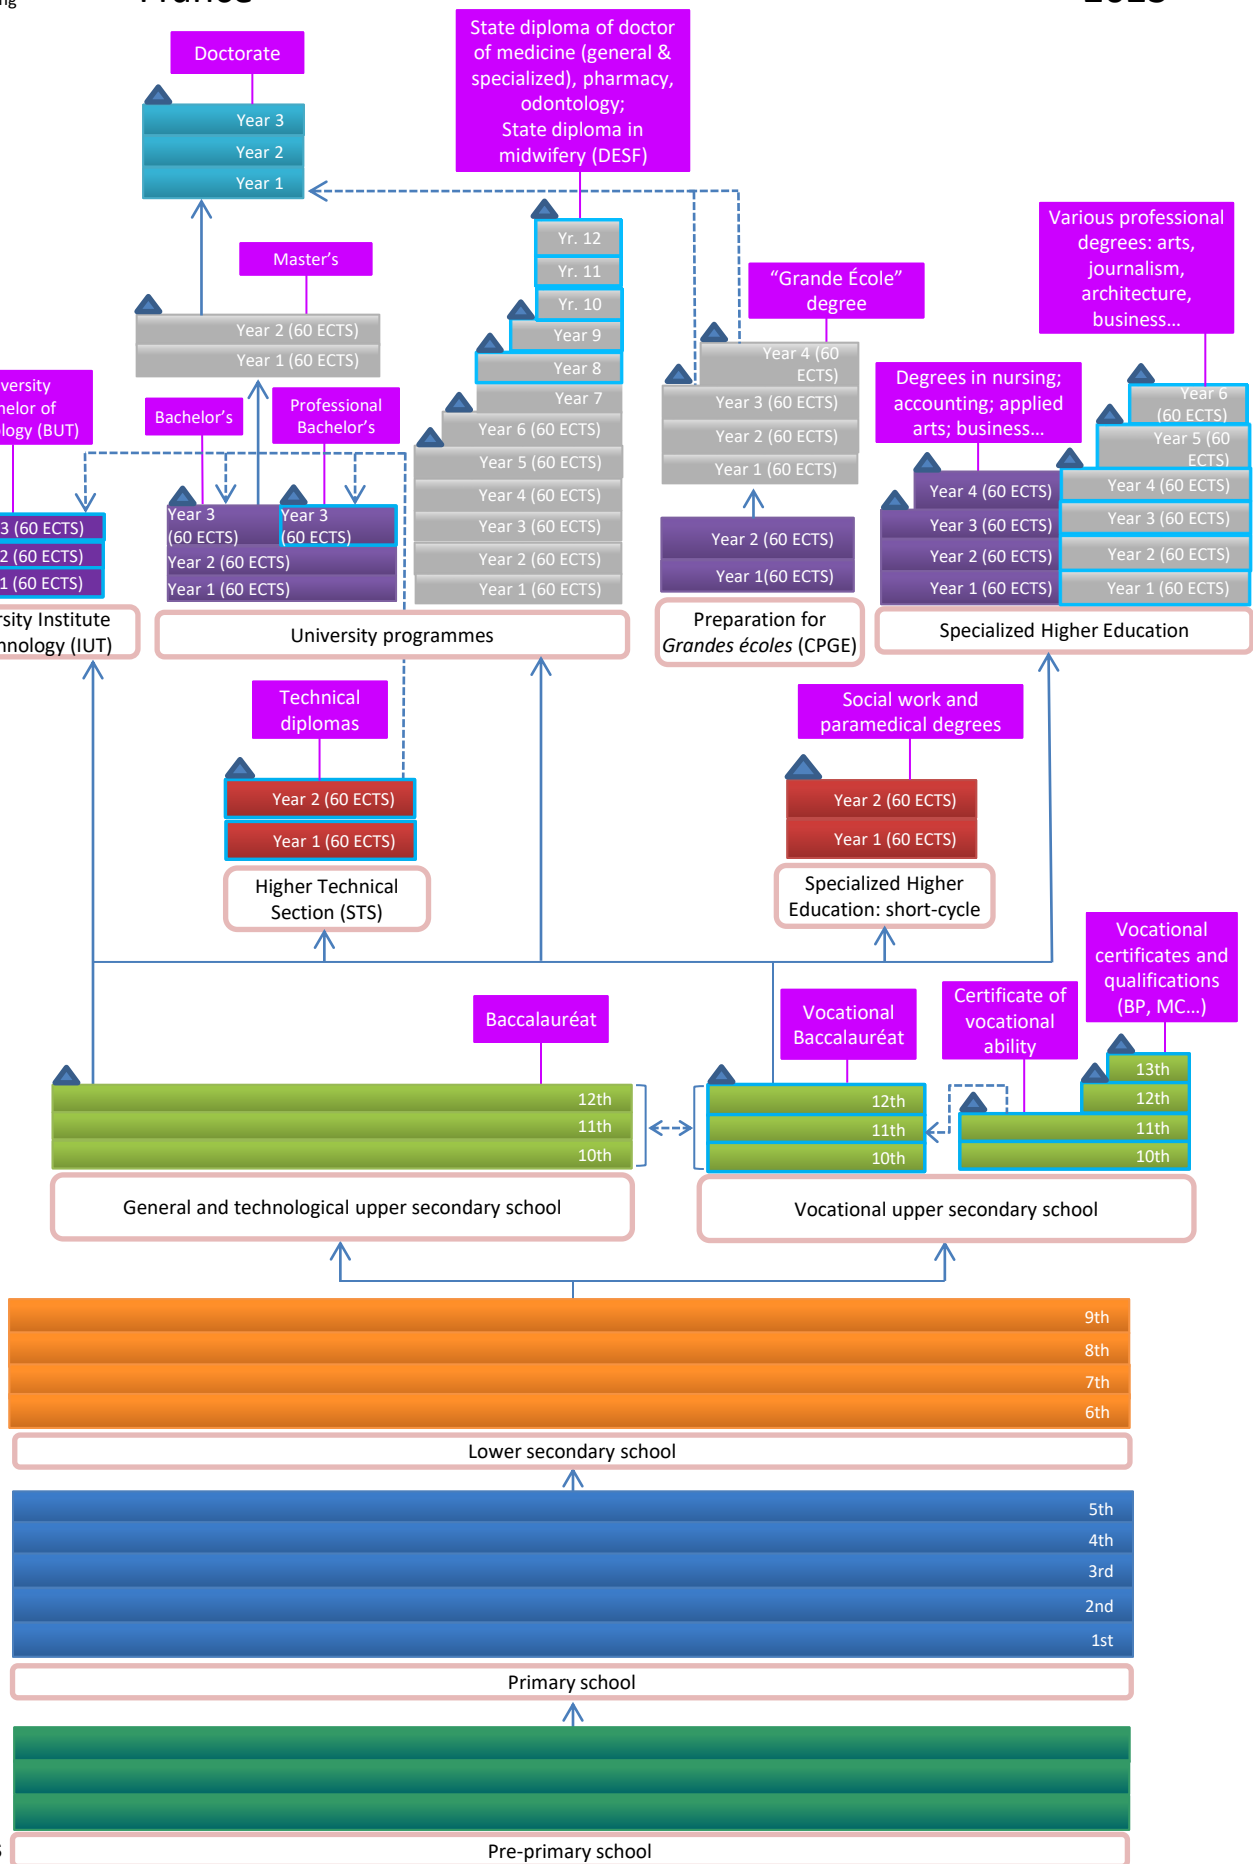 Doctorate
Year 3
Year 2
Year 1
State diploma of doctor
of medicine (general &
specialized), pharmacy,
odontology;
State diploma in
midwifery (DESF)
Yr. 12
Yr. 11
Yr. 10
Year 9
Year 8
Year 7
Year 6 (60 ECTS)
Year 5 (60 ECTS)
Year 4 (60 ECTS)
Year 3 (60 ECTS)
Year 2 (60 ECTS)
Year 1 (60 ECTS)
Master's
Year 2 (60 ECTS)
Year 1 (60 ECTS)
Bachelor's
Professional
Bachelor's
Year 3
(60 ECTS)
Year 3
(60 ECTS)
Year 2 (60 ECTS)
Year 1 (60 ECTS)
University programmes
3 (60 ECTS)
2 (60 ECTS)
1 (60 ECTS)
Institute
(IUT)
of
(BUT)
"Grande École"
degree
Year 4 (60
ECTS)
Year 3 (60 ECTS)
Year 2 (60 ECTS)
Year 1 (60 ECTS)
Year 2 (60 ECTS)
Year 1(60 ECTS)
Preparation for
Grandes écoles (CPGE)
Various professional
degrees: arts,
journalism,
architecture,
business...
Degrees in nursing;
accounting; applied
arts; business...
Year 6
(60 ECTS)
Year 5 (60
ECTS)
Year 4 (60 ECTS)
Year 3 (60 ECTS)
Year 2 (60 ECTS)
Year 1 (60 ECTS)
Year 4 (60 ECTS)
Year 3 (60 ECTS)
Year 2 (60 ECTS)
Year 1 (60 ECTS)
Specialized Higher Education
Technical
diplomas
Year 2 (60 ECTS)
Year 1 (60 ECTS)
Higher Technical
Section (STS)
Social work and
paramedical degrees
Year 2 (60 ECTS)
Year 1 (60 ECTS)
Specialized Higher
Education: short-cycle
Baccalauréat
12th
11th
10th
General and technological upper secondary school
Vocational
Baccalauréat
12th
11th
10th
Certificate of
vocational
ability
Vocational
certificates and
qualifications
(BP, MC...)
13th
12th
11th
10th
Vocational upper secondary school
9th
8th
7th
6th
Lower secondary school
5th
4th
3rd
2nd
1st
Primary school
Pre-primary school